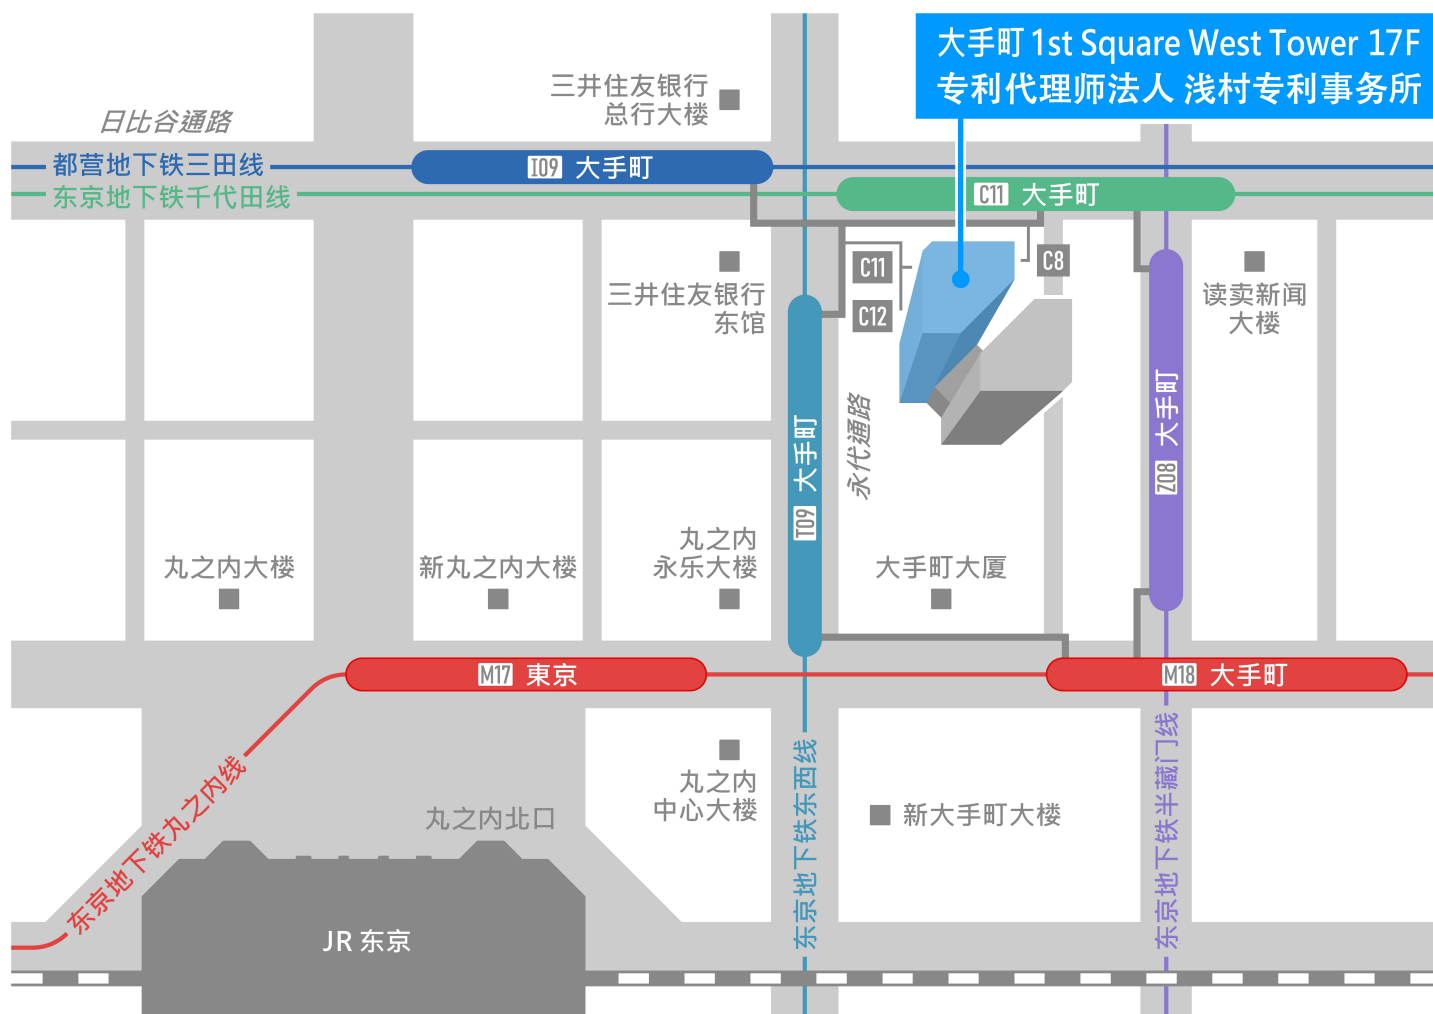 大手町 1st Square West Tower 17F
专利代理师法人 浅村专利事务所
三井住友银行
总行大楼
日比谷通路
都营地下铁三田线
I09 大手町
东京地下铁千代田线
C11 大手町
C11
C8
C12
三井住友银行
东馆
读卖新闻
大楼
T09 大手町
永代通路
Z08 大手町
丸之内大楼
新丸之内大楼
丸之内
永乐大楼
大手町大厦
M17 東京
M18 大手町
东京地下铁丸之内线
丸之内北口
丸之内
中心大楼
东京地下铁东西线
新大手町大楼
东京地下铁半藏门线
JR 东京